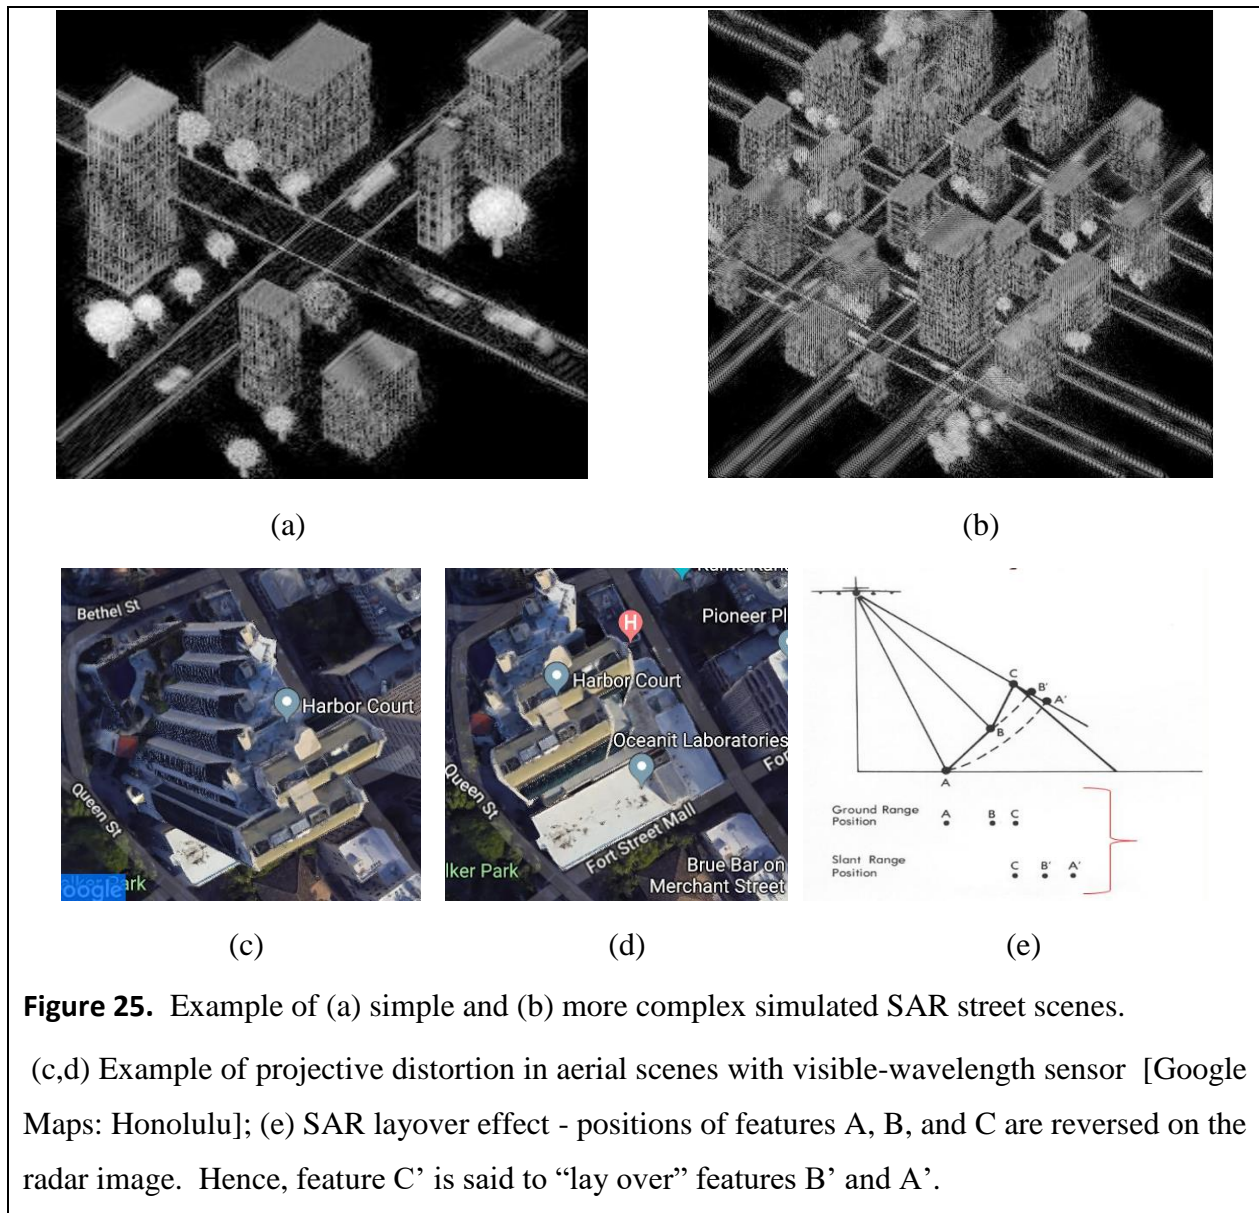 (a)
(b)
Bethel St
Harbor Court
Queen St
Park
oogle
Pioneer Pl
H
Harbor Court
Oceanit Laboratories
Queen St
Fort Street Mall
lker Park
Brue Bar on
Merchant Street
C
B'
A'
B
A
Ground Range
Position
A B C
Slant Range
Position
C B' A'
(c)
(d)
(e)
Figure 25. Example of (a) simple and (b) more complex simulated SAR street scenes.
(c,d) Example of projective distortion in aerial scenes with visible-wavelength sensor [Google
Maps: Honolulu]; (e) SAR layover effect - positions of features A, B, and C are reversed on the
radar image. Hence, feature C’ is said to “lay over” features B’ and A’.